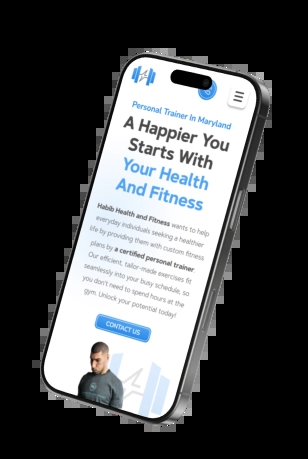 Personal Trainer In Maryland
A Happier You
Starts With
Your Health
And Fitness
Habib Health and Fitness wants to help
everyday individuals seeking a healthier
life by providing them with custom fitness
plans by a certified personal trainer
Our efficient, tailor-made exercises fit
seamlessly into your busy schedule, so
you don't need to spend hours at the
gym. Unlock your potential today!
CONTACT US